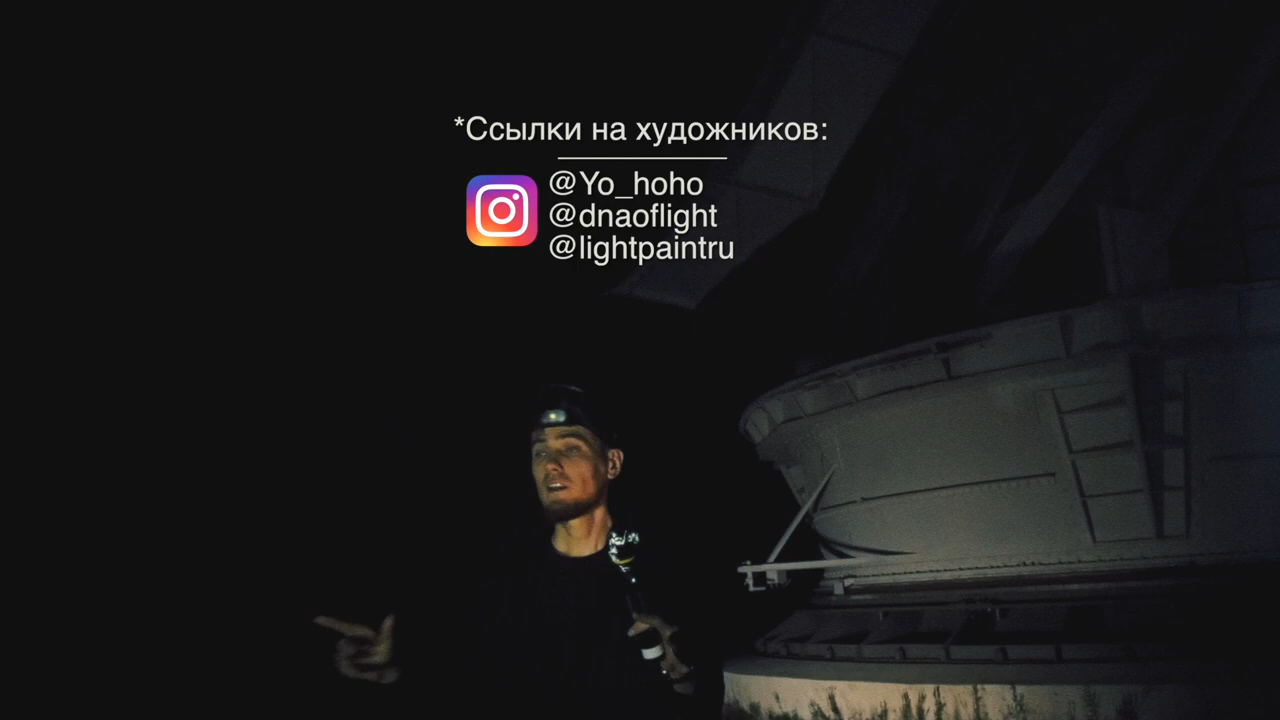 *Ссылки на художников:
@Yo_hoho
@dnaoflight
@lightpaintru